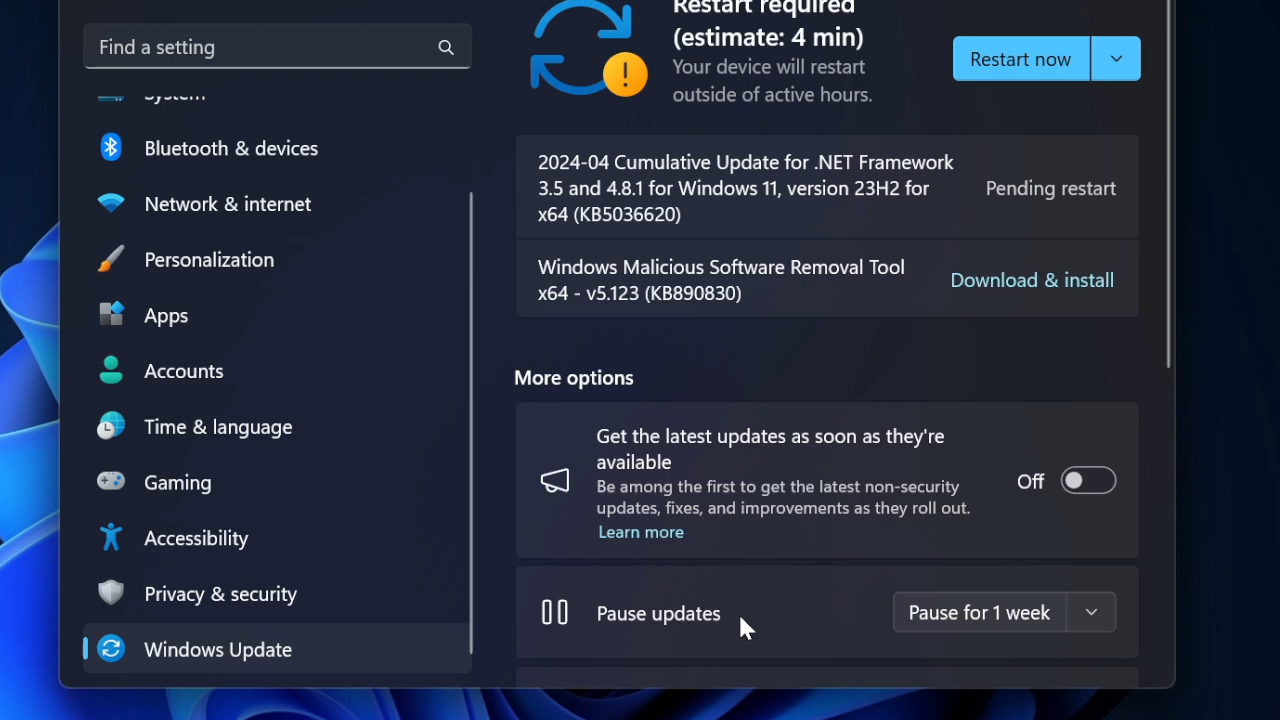 Find a setting
System
Bluetooth & devices
Network & internet
Personalization
Apps
Accounts
Time & language
Gaming
Accessibility
Privacy & security
Windows Update
Restart required
(estimate: 4 min)
Your device will restart
outside of active hours.
Restart now
2024-04 Cumulative Update for .NET Framework
3.5 and 4.8.1 for Windows 11, version 23H2 for
x64 (KB5036620)
Pending restart
Windows Malicious Software Removal Tool
x64 - v5.123 (KB890830)
Download & install
More options
Get the latest updates as soon as they're
available
Be among the first to get the latest non-security
updates, fixes, and improvements as they roll out.
Learn more
Off
Pause updates
Pause for 1 week